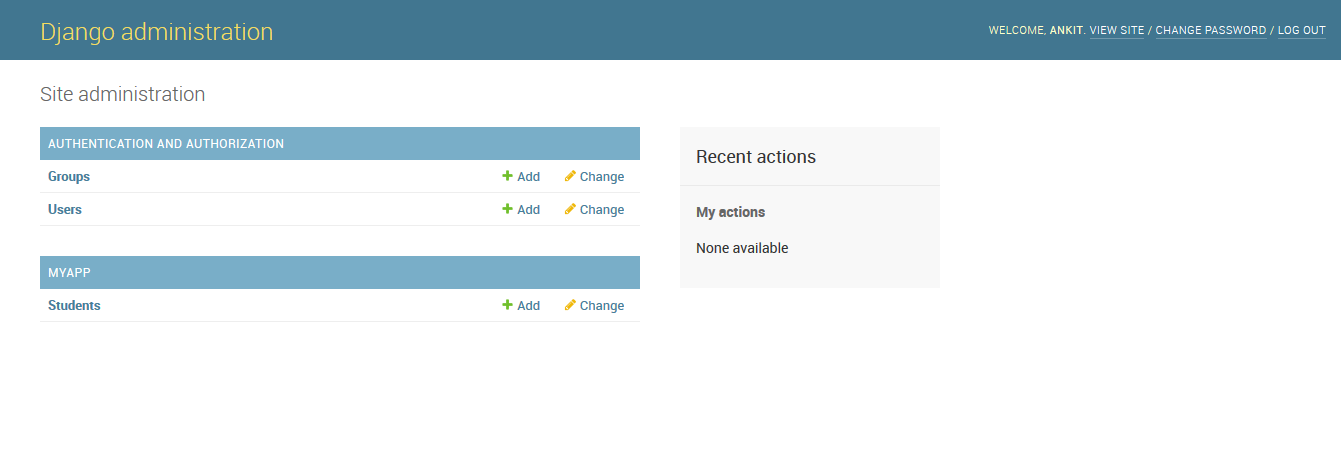 Django administration
WELCOME, ANKIT. VIEW SITE / CHANGE PASSWORD / LOG OUT
Site administration
AUTHENTICATION AND AUTHORIZATION
Groups Add Change
Users Add Change
MYAPP
Students Add Change
Recent actions
My actions
None available